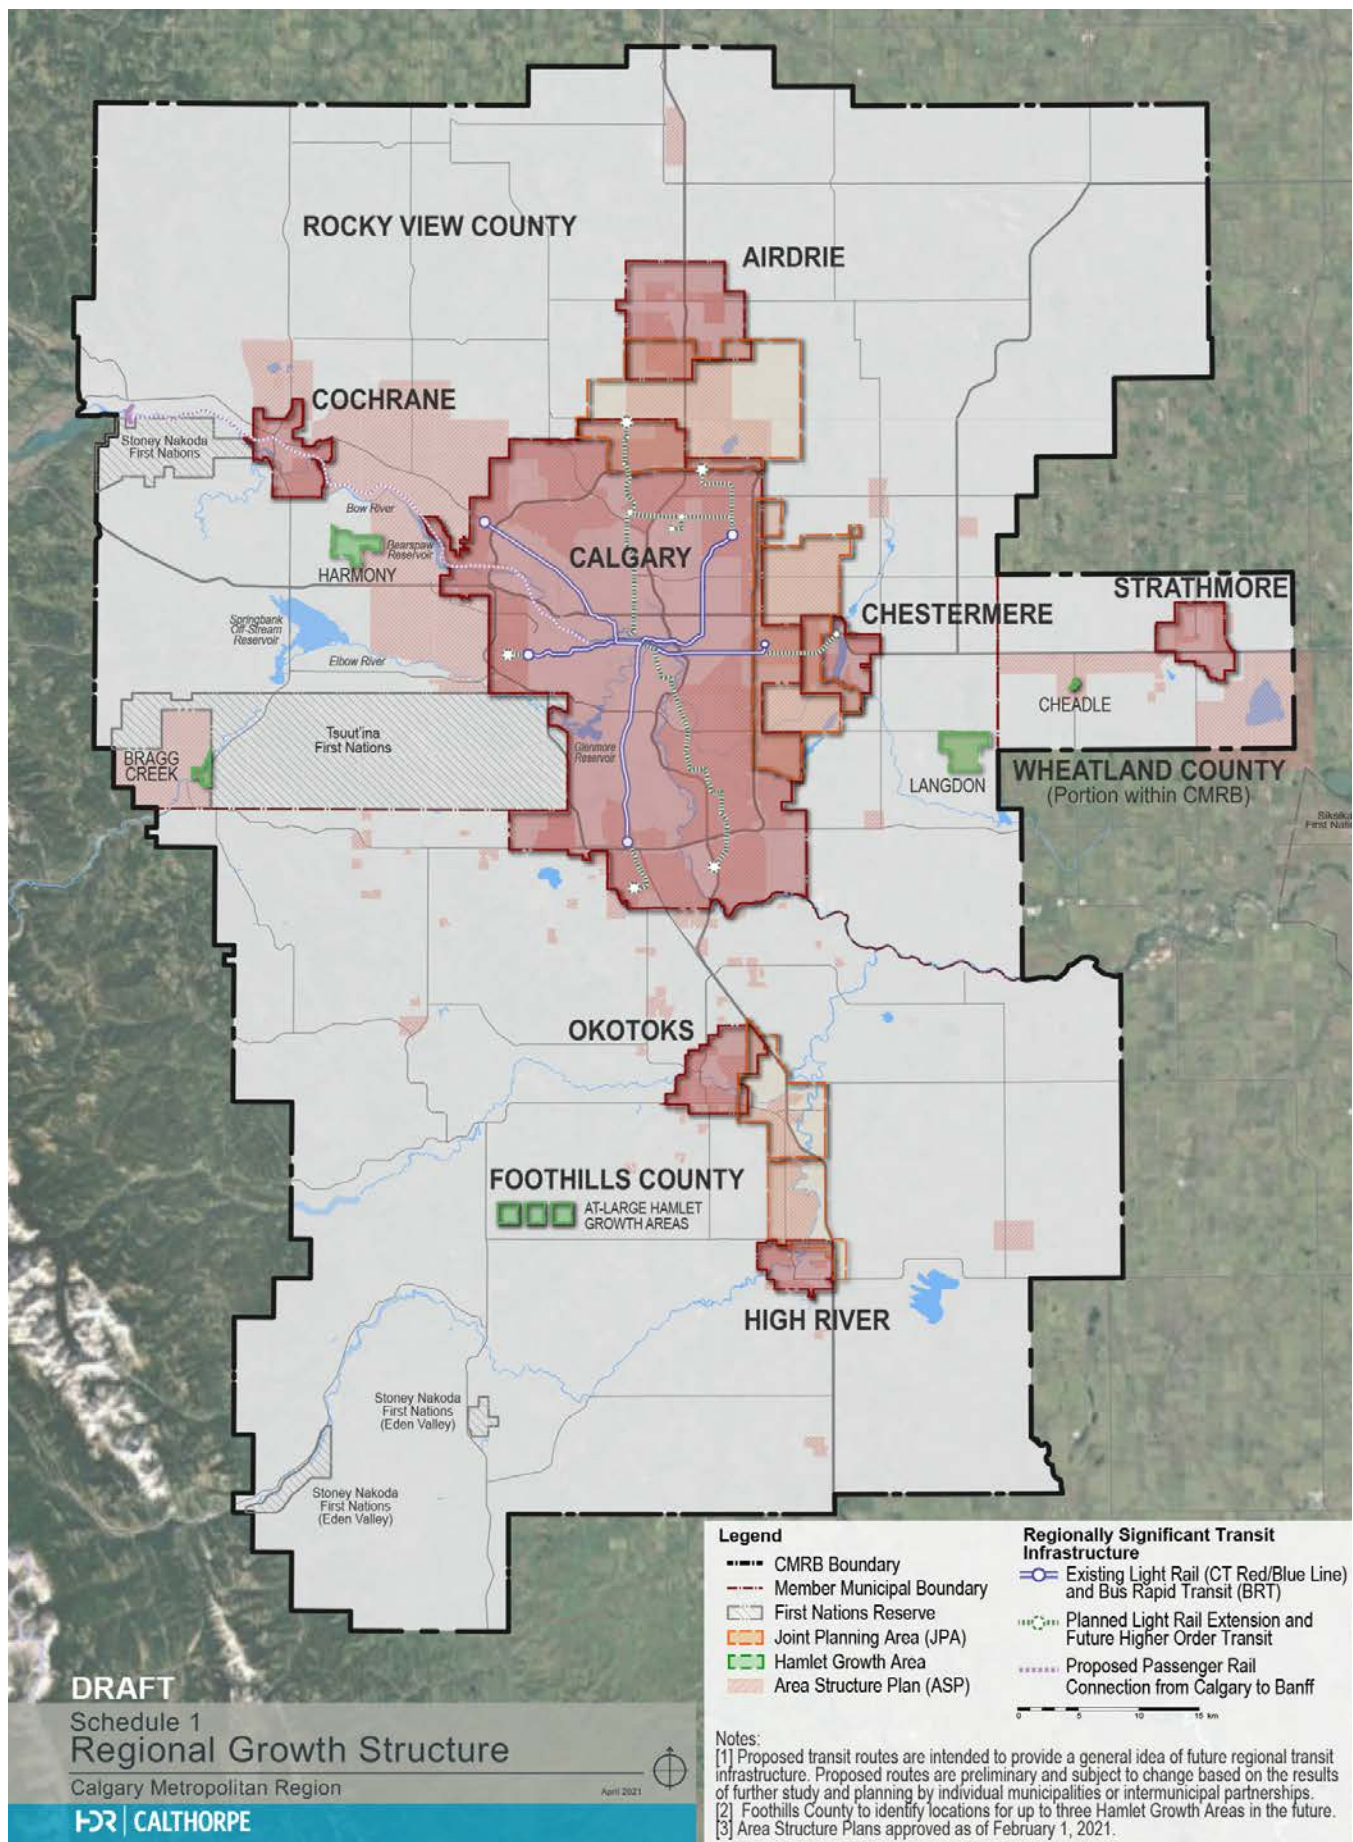 ROCKY VIEW COUNTY
AIRDRIE
COCHRANE
Stoney Nakoda
First Nations
Bow River
Bearspaw
Reservoir
HARMONY
CALGARY
STRATHMORE
CHESTERMERE
Springbank
Off-Stream
Reservoir
Elbow River
CHEADLE
Tsuut'ina
First Nations
Glenmore
Reservoir
BRAGG
CREEK
LANGDON
WHEATLAND COUNTY
(Portion within CMRB)
Siksika
First Nati
OKOTOKS
FOOTHILLS COUNTY
AT-LARGE HAMLET
GROWTH AREAS
HIGH RIVER
Stoney Nakoda
First Nations
(Eden Valley)
Stoney Nakoda
First Nations
(Eden Valley)
Legend
CMRB Boundary
Member Municipal Boundary
First Nations Reserve
Joint Planning Area (JPA)
Hamlet Growth Area
Area Structure Plan (ASP)
Regionally Significant Transit
Infrastructure
Existing Light Rail (CT Red/Blue Line)
and Bus Rapid Transit (BRT)
Planned Light Rail Extension and
Future Higher Order Transit
Proposed Passenger Rail
Connection from Calgary to Banff
0 5 10 15 km
Notes:
[1] Proposed transit routes are intended to provide a general idea of future regional transit
infrastructure. Proposed routes are preliminary and subject to change based on the results
of further study and planning by individual municipalities or intermunicipal partnerships.
[2] Foothills County to identify locations for up to three Hamlet Growth Areas in the future.
[3] Area Structure Plans approved as of February 1, 2021.
DRAFT
Schedule 1
Regional Growth Structure
Calgary Metropolitan Region
April 2021
HDR | CALTHORPE